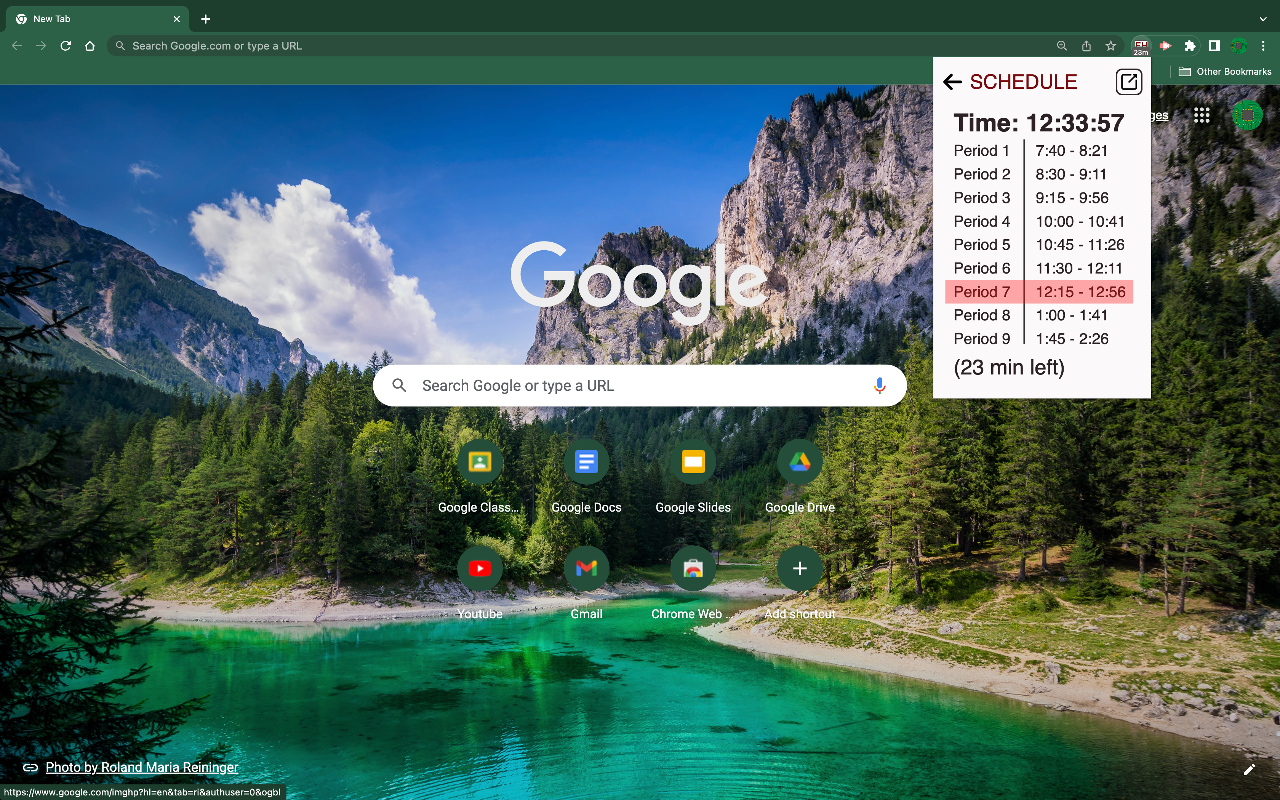 New Tab
Search Google.com or type a URL
23m
Other Bookmarks
SCHEDULE
Time: 12:33:57
Period 1 7:40 - 8:21
Period 2 8:30 - 9:11
Period 3 9:15 - 9:56
Period 4 10:00 - 10:41
Period 5 10:45 - 11:26
Period 6 11:30 - 12:11
Period 7 12:15 - 12:56
Period 8 1:00 - 1:41
Period 9 1:45 - 2:26
(23 min left)
ges
Google
Search Google or type a URL
Google Class... Google Docs Google Slides Google Drive
Youtube Gmail Chrome Web ... Add shortcut
Photo by Roland Maria Reininger
https://www.google.com/imghp?hl=en&tab=ri&authuser=0&ogbl